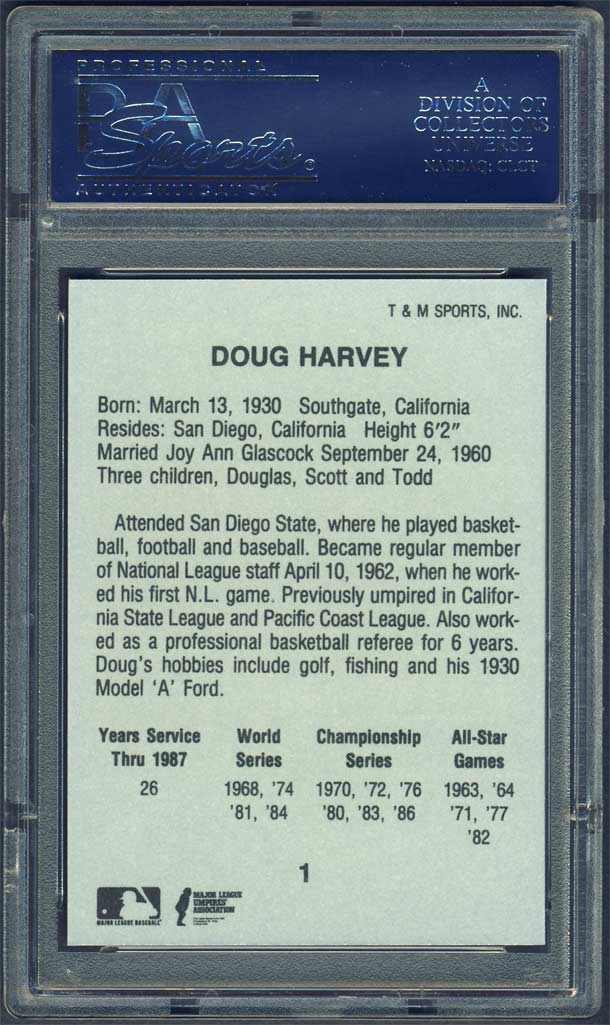 PROFESSIONAL
PSA
Sports
AUTHENTICATOR
A
DIVISION OF
COLLECTORS
UNIVERSE
NASDAQ: CLCT
T & M SPORTS, INC.
DOUG HARVEY
Born: March 13, 1930 Southgate, California
Resides: San Diego, California Height 6'2"
Married Joy Ann Glascock September 24, 1960
Three children, Douglas, Scott and Todd
Attended San Diego State, where he played basket-
ball, football and baseball. Became regular member
of National League staff April 10, 1962, when he work-
ed his first N.L. game. Previously umpired in Califor-
nia State League and Pacific Coast League. Also work-
ed as a professional basketball referee for 6 years.
Doug's hobbies include golf, fishing and his 1930
Model 'A' Ford.
Years Service World Championship All-Star
Thru 1987 Series Series Games
26 1968, '74 1970, '72, '76 1963, '64
'81, '84 '80, '83, '86 '71, '77
'82
1
MAJOR LEAGUE BASEBALL
MAJOR LEAGUE
UMPIRES'
ASSOCIATION